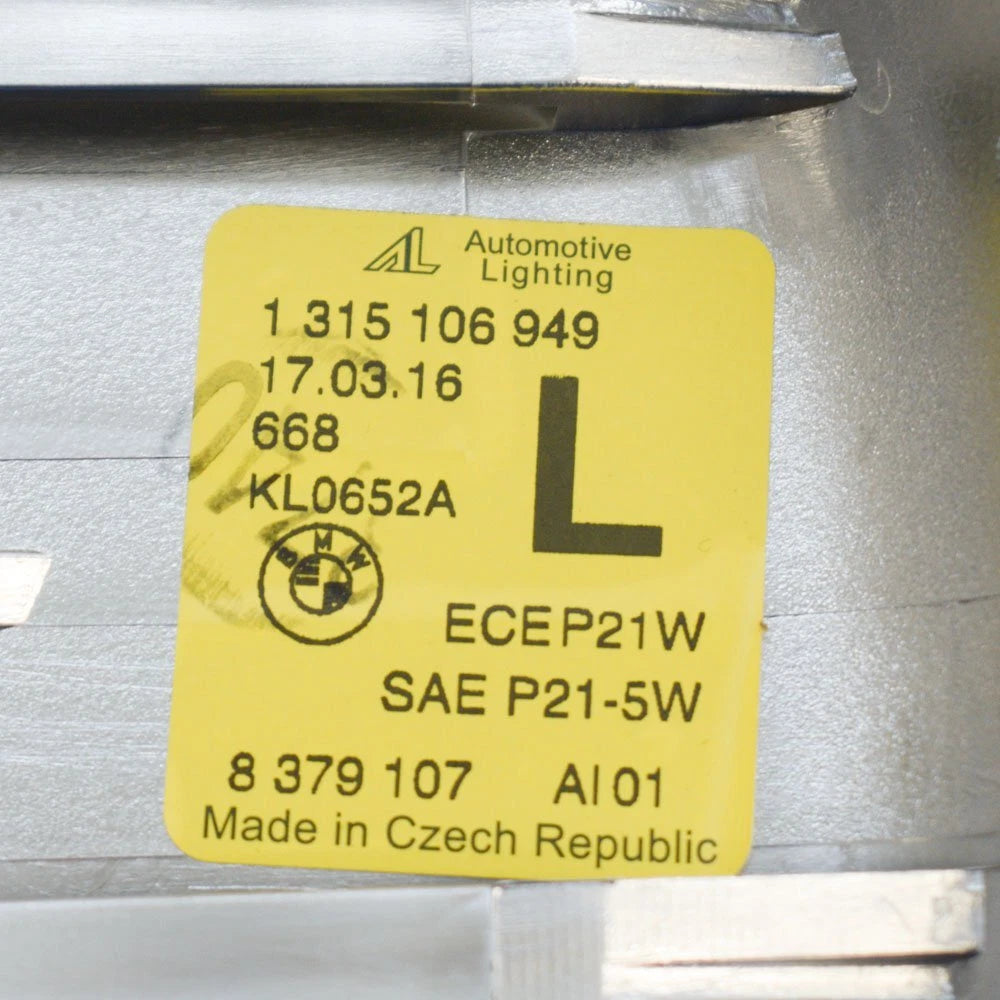 AL Automotive
Lighting
1 315 106 949
17.03.16
668
L
KL0652A
BMW
ECE P21W
SAE P21-5W
8 379 107 AI 01
Made in Czech Republic